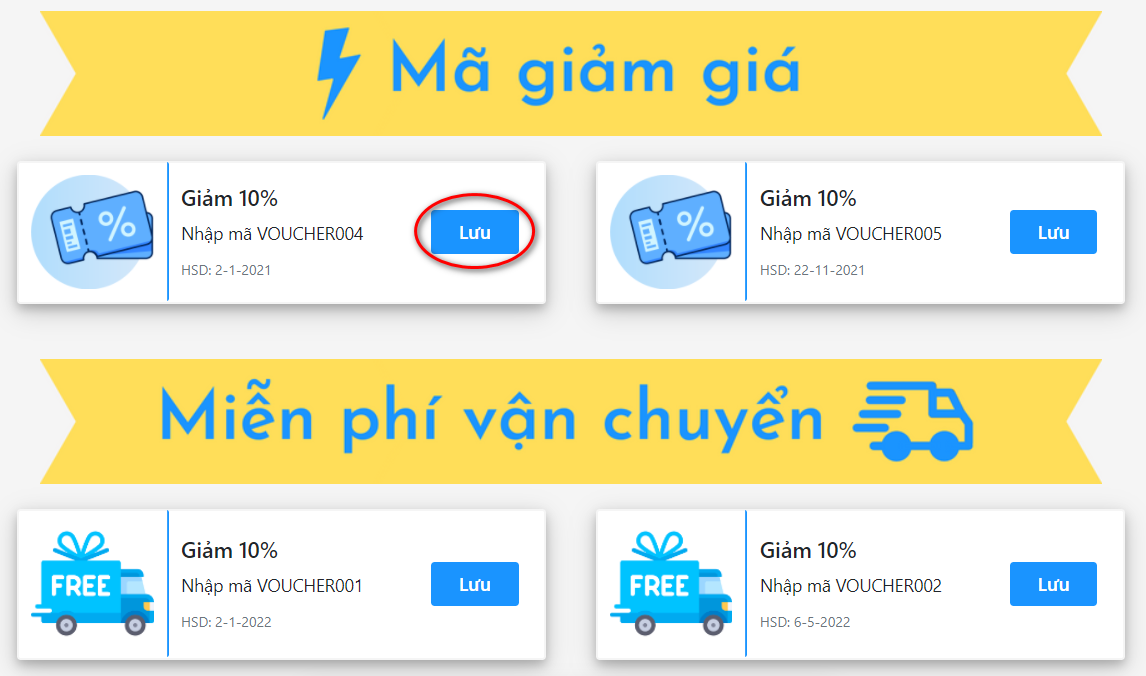 Mã giảm giá
Giảm 10%
Nhập mã VOUCHER004
HSD: 2-1-2021
Lưu
Giảm 10%
Nhập mã VOUCHER005
HSD: 22-11-2021
Lưu
Miễn phí vận chuyển
FREE
Giảm 10%
Nhập mã VOUCHER001
HSD: 2-1-2022
Lưu
FREE
Giảm 10%
Nhập mã VOUCHER002
HSD: 6-5-2022
Lưu